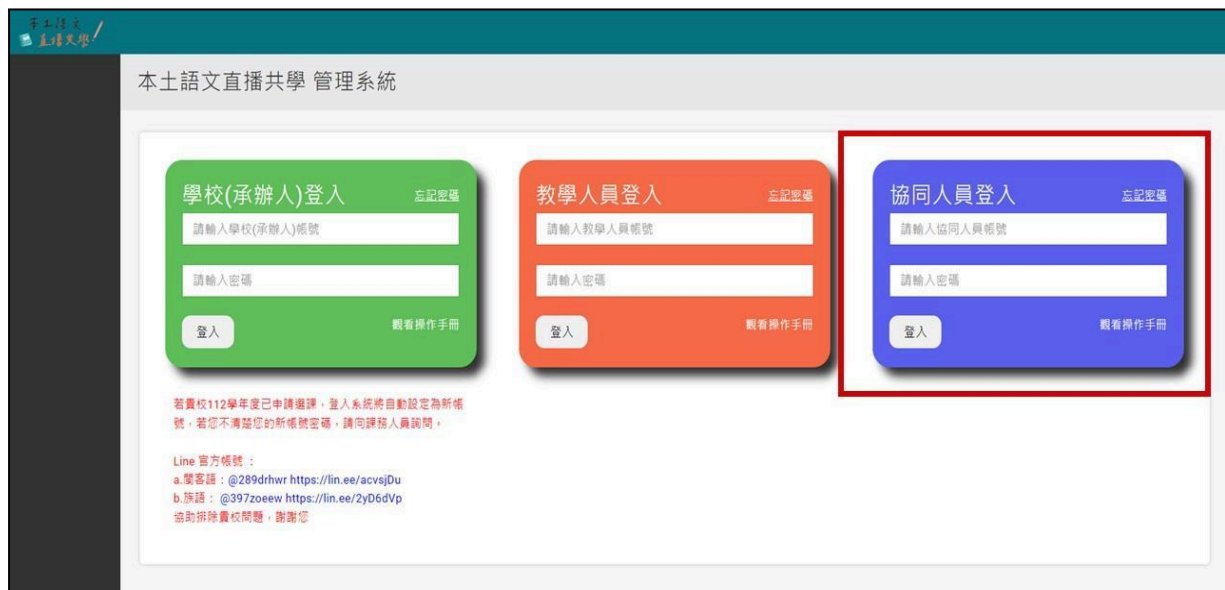 本土語文
直播共學!
本土語文直播共學 管理系統
學校(承辦人)登入
忘記密碼
請輸入學校(承辦人)帳號
請輸入密碼
登入
觀看操作手冊
教學人員登入
忘記密碼
請輸入教學人員帳號
請輸入密碼
登入
觀看操作手冊
協同人員登入
忘記密碼
請輸入協同人員帳號
請輸入密碼
登入
觀看操作手冊
若貴校112學年度已申請選課，登入系統將自動設定為新帳
號，若您不清楚您的新帳號密碼，請向課務人員詢問。
Line 官方帳號 ：
a.閩客語：@289drhwr https://lin.ee/acvsjDu
b.族語： @397zoeew https://lin.ee/2yD6dVp
協助排除貴校問題，謝謝您